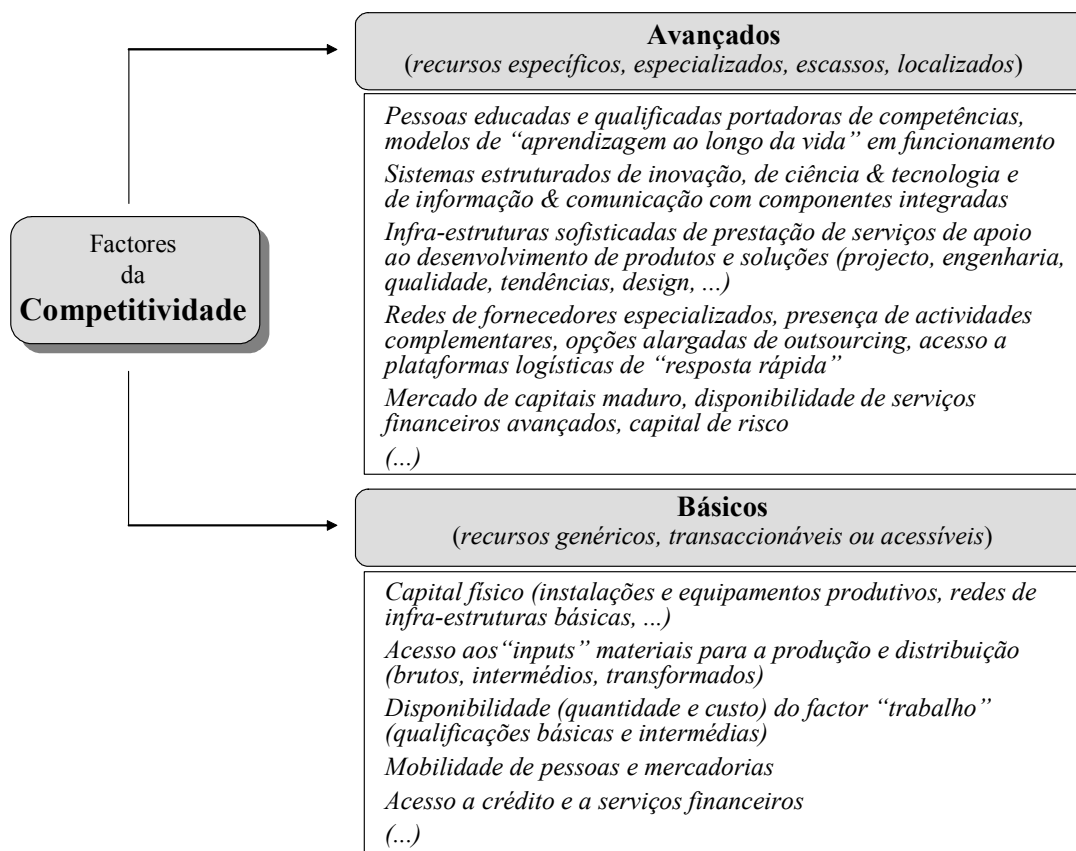 Factores
da
Competitividade
Avançados
(recursos específicos, especializados, escassos, localizados)
Pessoas educadas e qualificadas portadoras de competências,
modelos de “aprendizagem ao longo da vida” em funcionamento
Sistemas estruturados de inovação, de ciência & tecnologia e
de informação & comunicação com componentes integradas
Infra-estruturas sofisticadas de prestação de serviços de apoio
ao desenvolvimento de produtos e soluções (projecto, engenharia,
qualidade, tendências, design, ...)
Redes de fornecedores especializados, presença de actividades
complementares, opções alargadas de outsourcing, acesso a
plataformas logísticas de “resposta rápida”
Mercado de capitais maduro, disponibilidade de serviços
financeiros avançados, capital de risco
(...)
Básicos
(recursos genéricos, transaccionáveis ou acessíveis)
Capital físico (instalações e equipamentos produtivos, redes de
infra-estruturas básicas, ...)
Acesso aos“inputs” materiais para a produção e distribuição
(brutos, intermédios, transformados)
Disponibilidade (quantidade e custo) do factor “trabalho”
(qualificações básicas e intermédias)
Mobilidade de pessoas e mercadorias
Acesso a crédito e a serviços financeiros
(...)